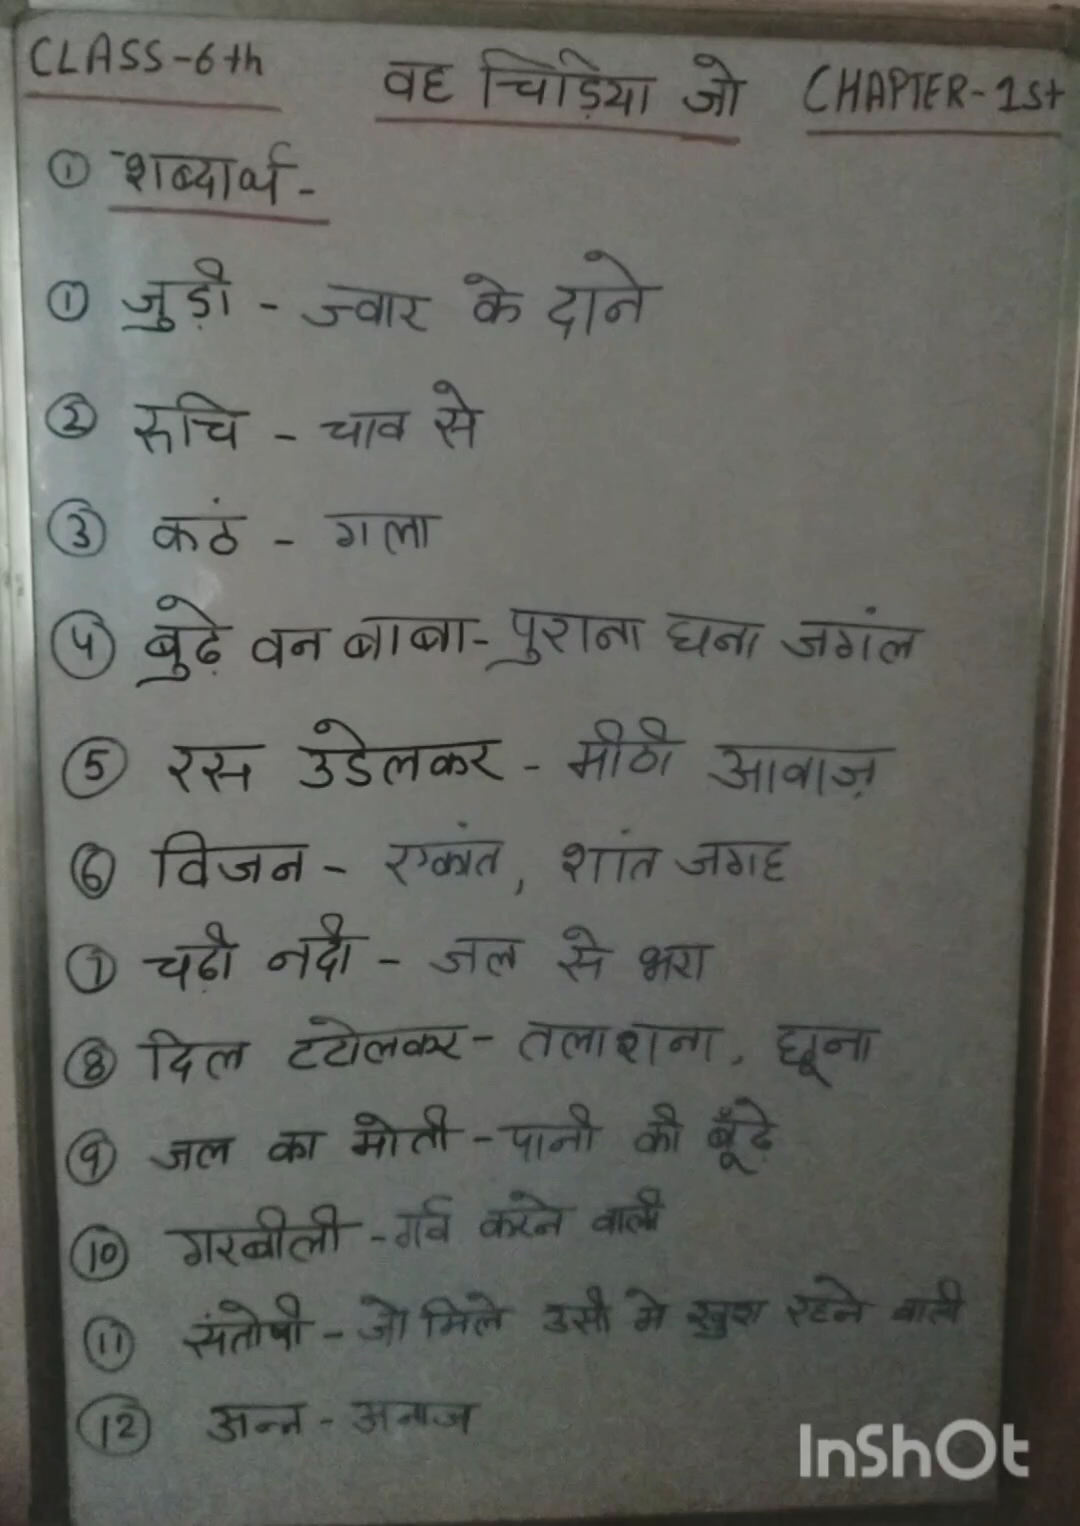 CLASS-6th वह चिड़िया जो CHAPTER-1st
① शब्दार्थ -
① जुड़ी - ज्वार के दाने
② रुचि - चाव से
③ कठं - गला
④ बुढ़े वन बाबा - पुराना घना जगंल
⑤ रस उडेलकर - मीठी आवाज़
⑥ विजन - एकांत, शांत जगह
⑦ चढ़ी नदी - जल से भरा
⑧ दिल टटोलकर - तलाशना, छूना
⑨ जल का मोती - पानी की बूँदे
⑩ गरबीली - गर्व करने वाली
⑪ संतोषी - जो मिले उसी मे खुश रहने वाली
⑫ अन्न - अनाज
InShOt